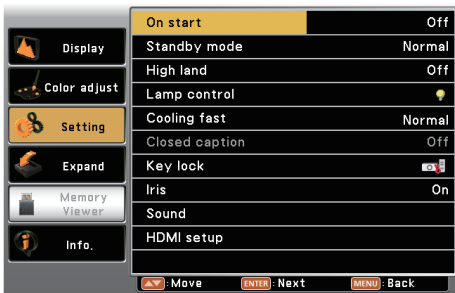 Display
Color adjust
Setting
Expand
Memory
Viewer
Info.
On start Off
Standby mode Normal
High land Off
Lamp control
Cooling fast Normal
Closed caption Off
Key lock
Iris On
Sound
HDMI setup
▲▼:Move ENTER:Next MENU:Back